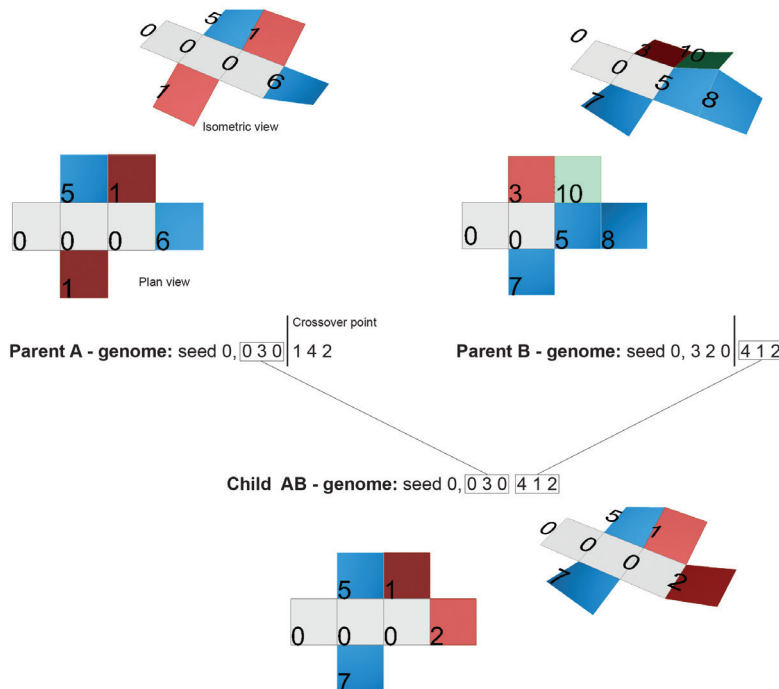 5 1
0 0 0 6
1
Isometric view
0 3 10
0 5 8
7
5 1
0 0 0 6
1
Plan view
3 10
0 0 5 8
7
Crossover point
Parent A - genome: seed 0, 0 3 0 1 4 2
Parent B - genome: seed 0, 3 2 0 4 1 2
Child AB - genome: seed 0, 0 3 0 4 1 2
5 1
0 0 0 2
7
5 1
0 0 0 2
7